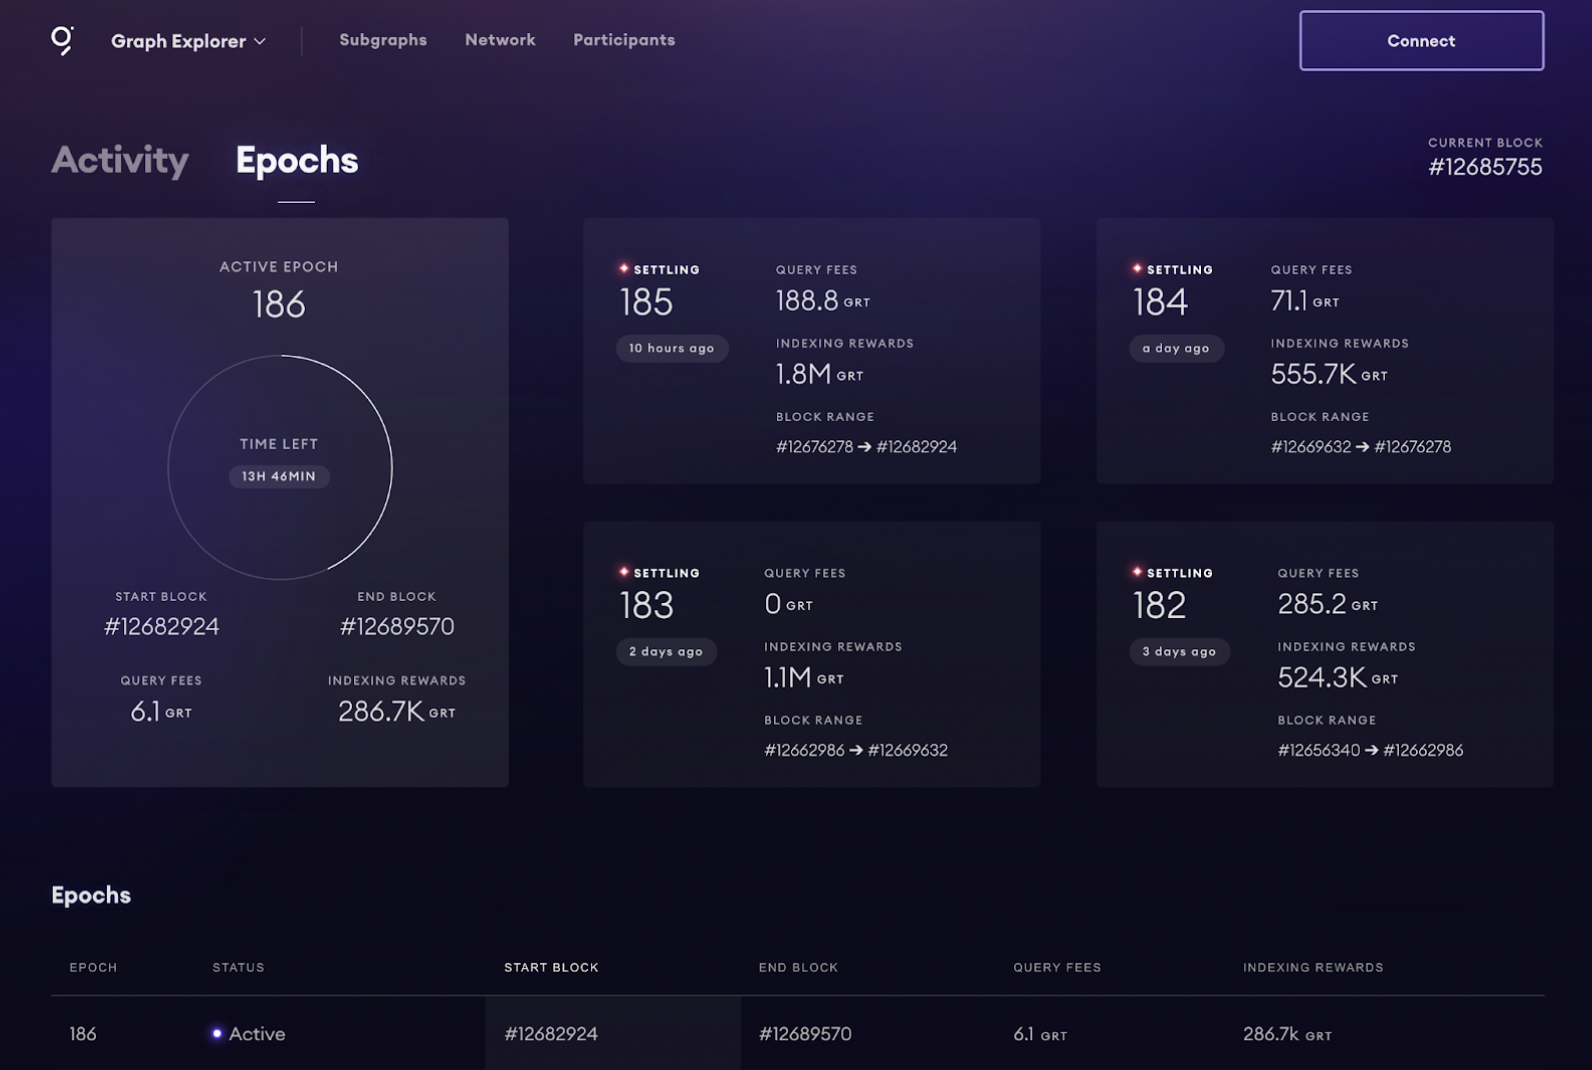 Graph Explorer
Subgraphs
Network
Participants
Connect
Activity
Epochs
CURRENT BLOCK
#12685755
ACTIVE EPOCH
186
TIME LEFT
13H 46MIN
START BLOCK
#12682924
END BLOCK
#12689570
QUERY FEES
6.1 GRT
INDEXING REWARDS
286.7K GRT
SETTLING
185
10 hours ago
QUERY FEES
188.8 GRT
INDEXING REWARDS
1.8M GRT
BLOCK RANGE
#12676278 ➔ #12682924
SETTLING
184
a day ago
QUERY FEES
71.1 GRT
INDEXING REWARDS
555.7K GRT
BLOCK RANGE
#12669632 ➔ #12676278
SETTLING
183
2 days ago
QUERY FEES
0 GRT
INDEXING REWARDS
1.1M GRT
BLOCK RANGE
#12662986 ➔ #12669632
SETTLING
182
3 days ago
QUERY FEES
285.2 GRT
INDEXING REWARDS
524.3K GRT
BLOCK RANGE
#12656340 ➔ #12662986
Epochs
EPOCH STATUS START BLOCK END BLOCK QUERY FEES INDEXING REWARDS
186 Active #12682924 #12689570 6.1 GRT 286.7k GRT